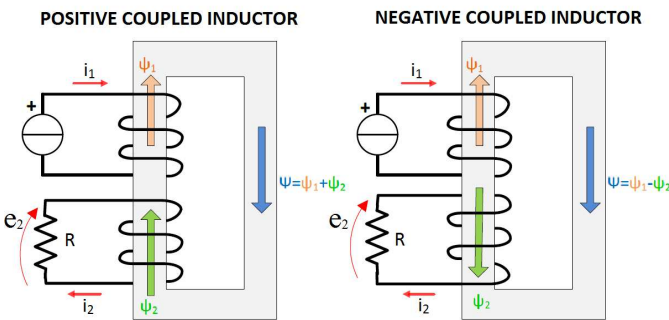 POSITIVE COUPLED INDUCTOR
i₁
ψ₁
+
Ψ=ψ₁+ψ₂
e₂
R
i₂
ψ₂
NEGATIVE COUPLED INDUCTOR
i₁
ψ₁
+
Ψ=ψ₁-ψ₂
e₂
R
i₂
ψ₂